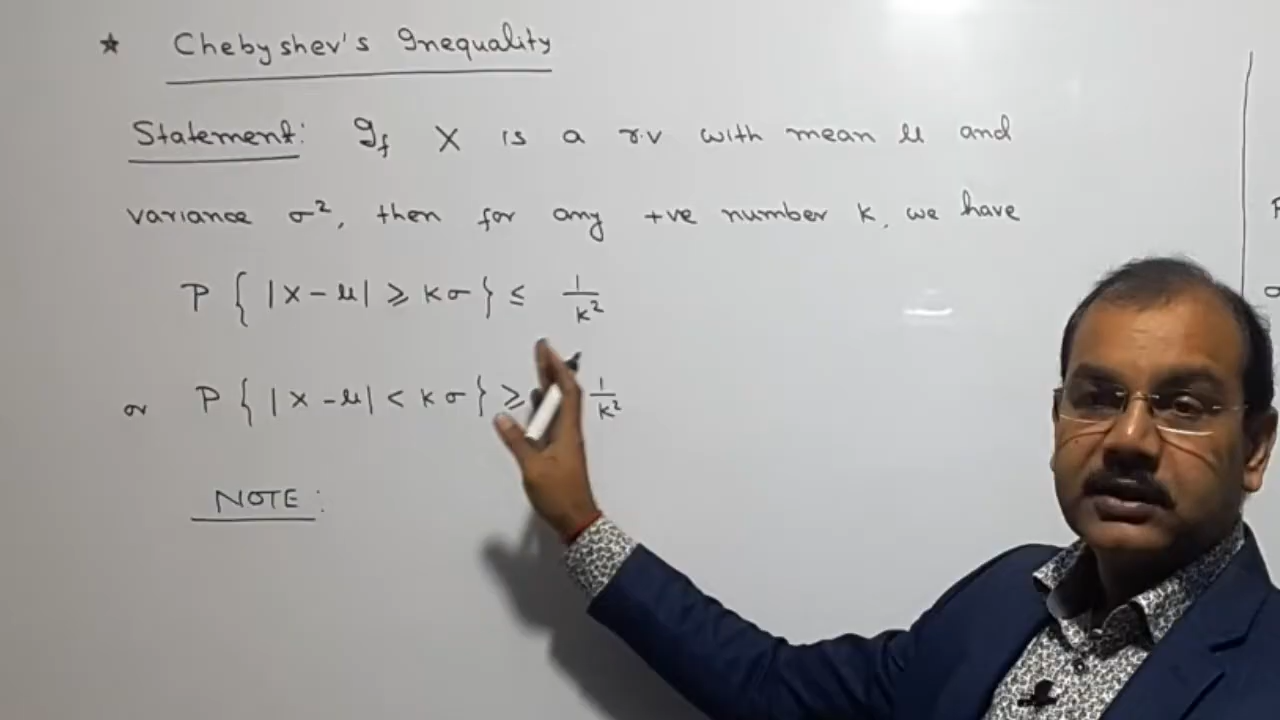 ★ Chebyshev's Inequality
Statement: If X is a r.v with mean μ and
variance σ², then for any +ve number k, we have
P { |X - μ| ≥ kσ } ≤ 1/k²
or P { |X - μ| < kσ } ≥ 1/k²
NOTE: